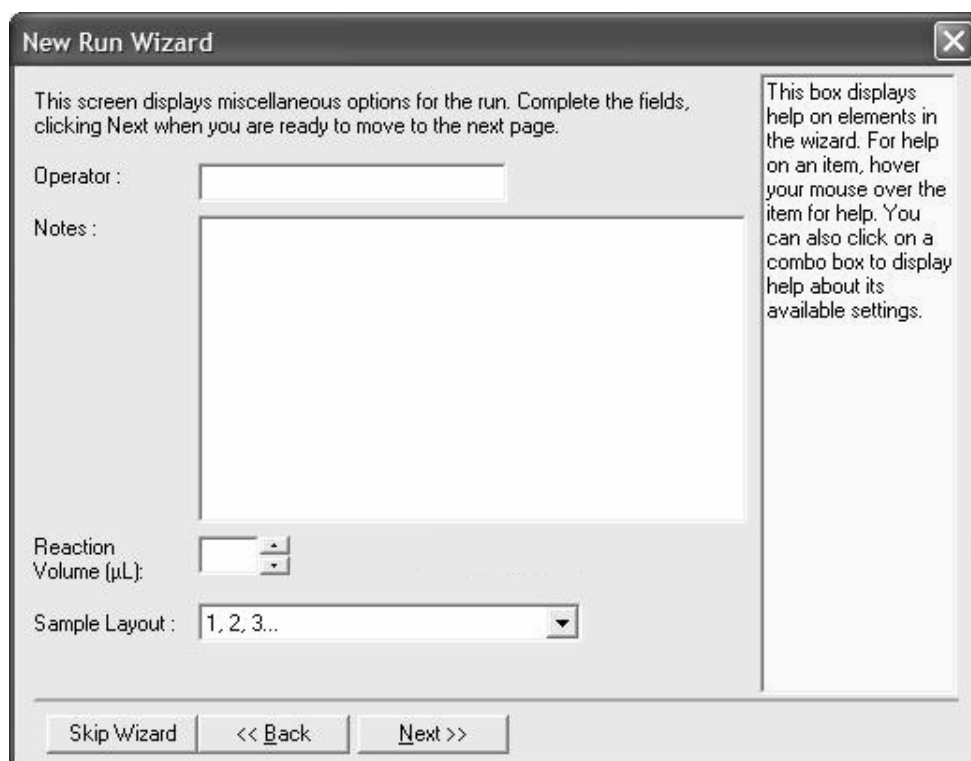 New Run Wizard
This screen displays miscellaneous options for the run. Complete the fields,
clicking Next when you are ready to move to the next page.
Operator :
Notes :
Reaction
Volume (µL):
Sample Layout :
1, 2, 3...
This box displays
help on elements in
the wizard. For help
on an item, hover
your mouse over the
item for help. You
can also click on a
combo box to display
help about its
available settings.
Skip Wizard
<< Back
Next >>